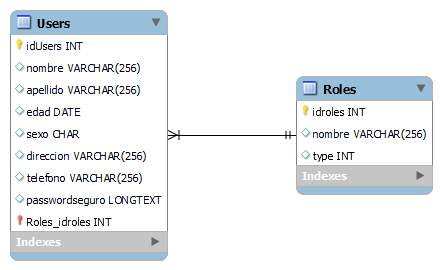 Users
idUsers INT
nombre VARCHAR(256)
apellido VARCHAR(256)
edad DATE
sexo CHAR
direccion VARCHAR(256)
telefono VARCHAR(256)
passwordseguro LONGTEXT
Roles_idroles INT
Indexes
Roles
idroles INT
nombre VARCHAR(256)
type INT
Indexes